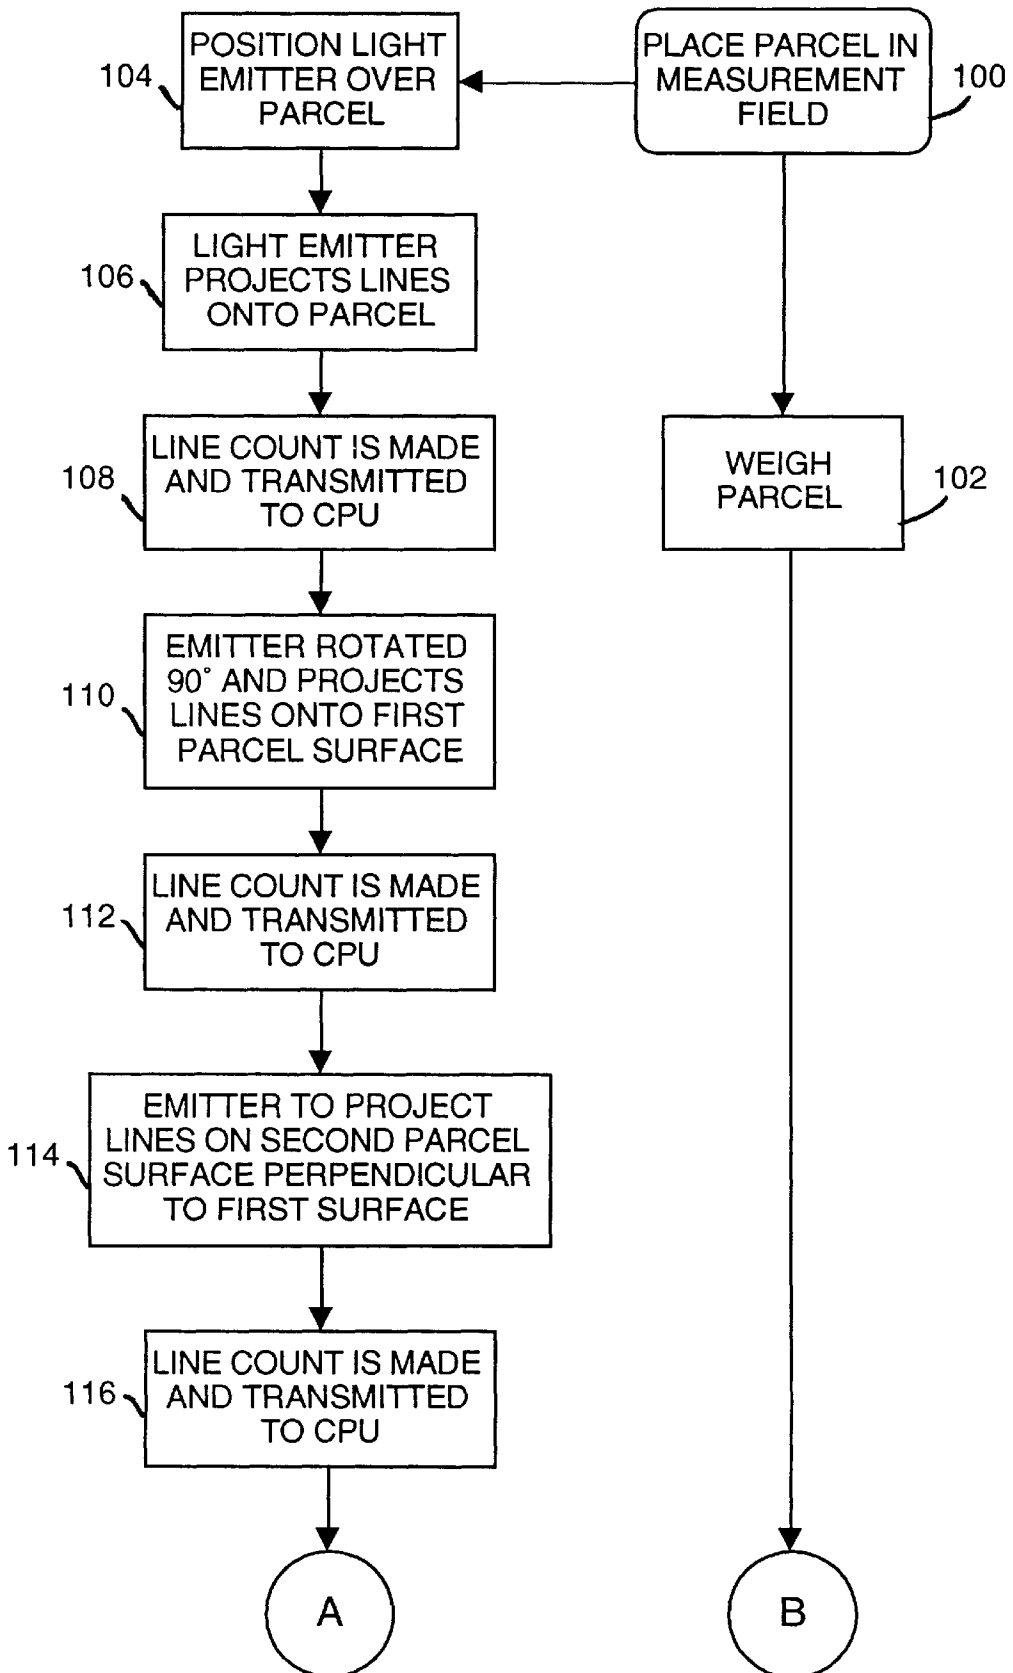 PLACE PARCEL IN
MEASUREMENT
FIELD
100
POSITION LIGHT
EMITTER OVER
PARCEL
104
LIGHT EMITTER
PROJECTS LINES
ONTO PARCEL
106
LINE COUNT IS MADE
AND TRANSMITTED
TO CPU
108
WEIGH
PARCEL
102
EMITTER ROTATED
90° AND PROJECTS
LINES ONTO FIRST
PARCEL SURFACE
110
LINE COUNT IS MADE
AND TRANSMITTED
TO CPU
112
EMITTER TO PROJECT
LINES ON SECOND PARCEL
SURFACE PERPENDICULAR
TO FIRST SURFACE
114
LINE COUNT IS MADE
AND TRANSMITTED
TO CPU
116
A
B